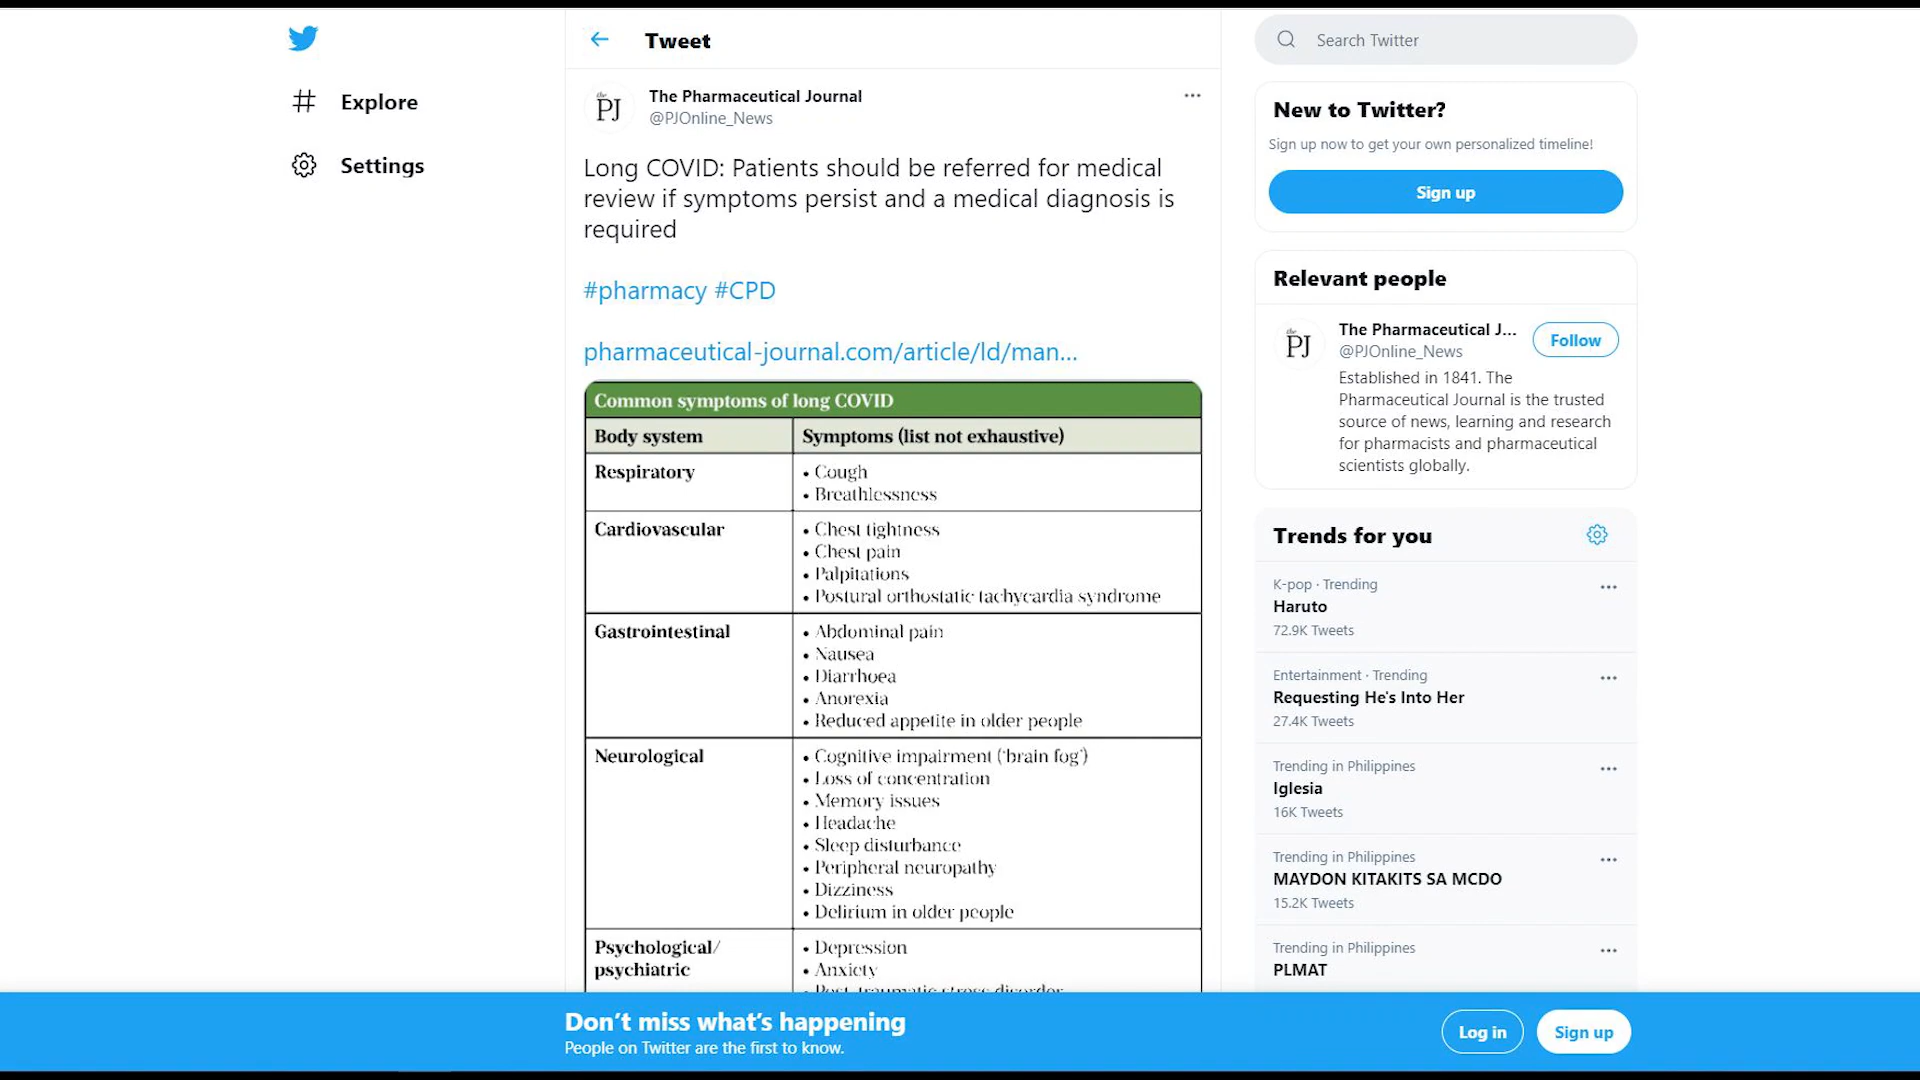 Explore
Settings
Tweet
the PJ
The Pharmaceutical Journal
@PJOnline_News
Long COVID: Patients should be referred for medical
review if symptoms persist and a medical diagnosis is
required
#pharmacy #CPD
pharmaceutical-journal.com/article/ld/man...
Common symptoms of long COVID
Body system Symptoms (list not exhaustive)
Respiratory
• Cough
• Breathlessness
Cardiovascular
• Chest tightness
• Chest pain
• Palpitations
• Postural orthostatic tachycardia syndrome
Gastrointestinal
• Abdominal pain
• Nausea
• Diarrhoea
• Anorexia
• Reduced appetite in older people
Neurological
• Cognitive impairment ('brain fog')
• Loss of concentration
• Memory issues
• Headache
• Sleep disturbance
• Peripheral neuropathy
• Dizziness
• Delirium in older people
Psychological/
psychiatric
• Depression
• Anxiety
• Post-traumatic stress disorder
Search Twitter
New to Twitter?
Sign up now to get your own personalized timeline!
Sign up
Relevant people
the PJ
The Pharmaceutical J...
@PJOnline_News
Follow
Established in 1841. The
Pharmaceutical Journal is the trusted
source of news, learning and research
for pharmacists and pharmaceutical
scientists globally.
Trends for you
K-pop · Trending
Haruto
72.9K Tweets
Entertainment · Trending
Requesting He's Into Her
27.4K Tweets
Trending in Philippines
Iglesia
16K Tweets
Trending in Philippines
MAYDON KITAKITS SA MCDO
15.2K Tweets
Trending in Philippines
PLMAT
Don't miss what's happening
People on Twitter are the first to know.
Log in
Sign up